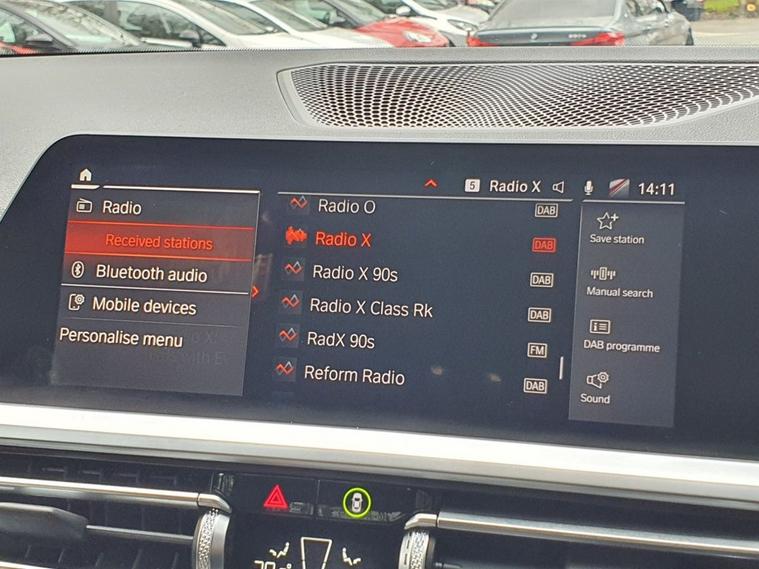 5 Radio X 14:11
Radio
Received stations
Bluetooth audio
Mobile devices
Personalise menu
Radio O DAB
Radio X DAB
Radio X 90s DAB
Radio X Class Rk DAB
RadX 90s FM
Reform Radio DAB
Save station
Manual search
DAB programme
Sound